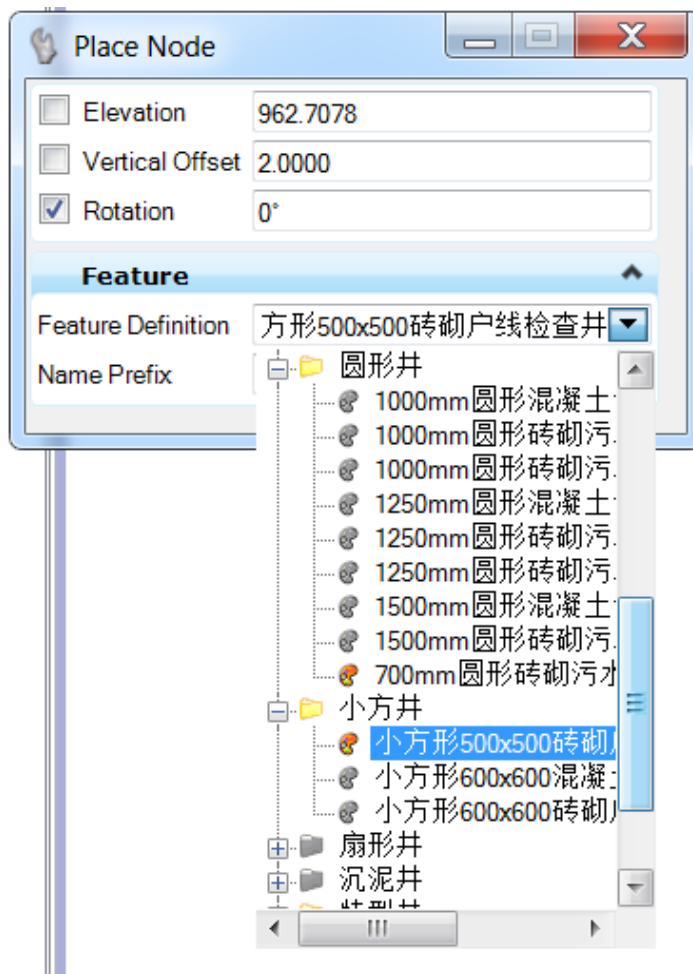 Place Node
Elevation 962.7078
Vertical Offset 2.0000
Rotation 0°
Feature
Feature Definition 方形500x500砖砌户线检查井
Name Prefix
圆形井
1000mm圆形混凝土
1000mm圆形砖砌污
1000mm圆形砖砌污
1250mm圆形混凝土
1250mm圆形砖砌污
1250mm圆形砖砌污
1500mm圆形混凝土
1500mm圆形砖砌污
700mm圆形砖砌污水
小方井
小方形500x500砖砌
小方形600x600混凝
小方形600x600砖砌
扇形井
沉泥井